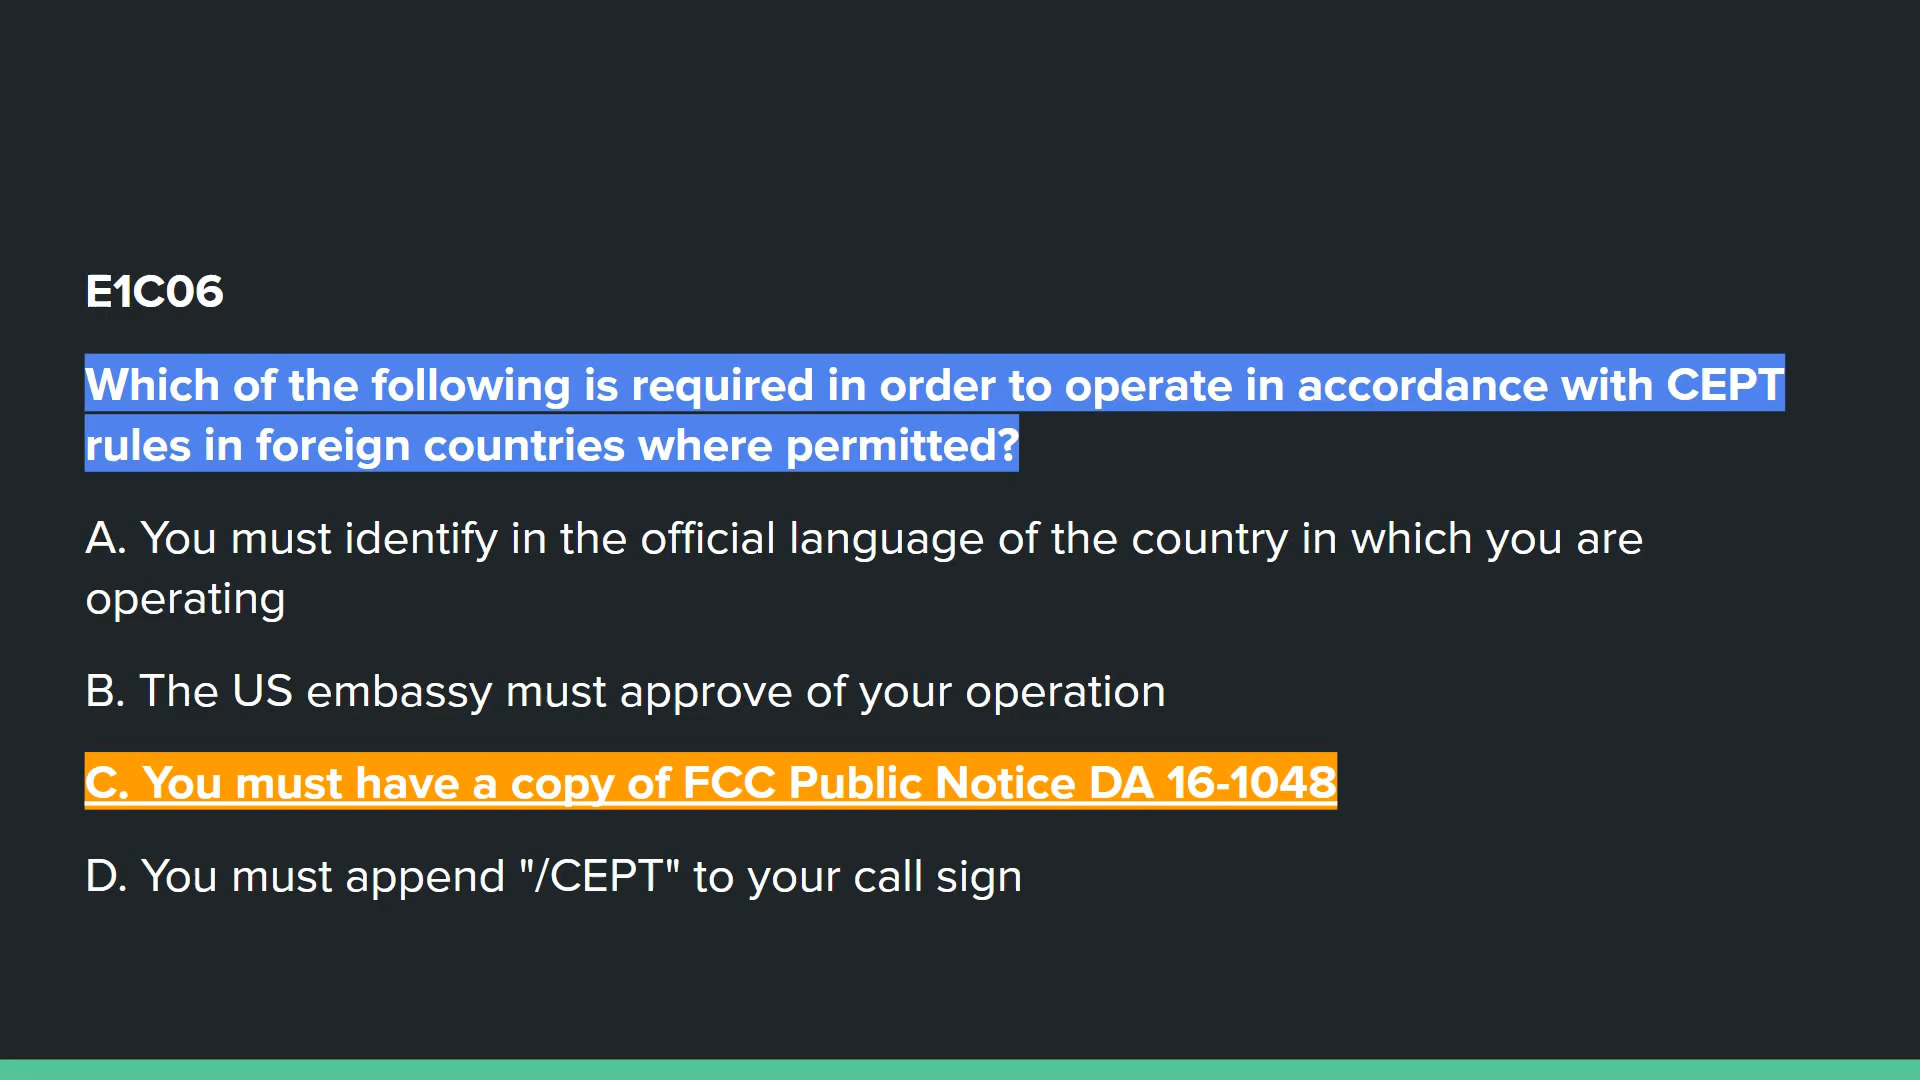 E1C06
Which of the following is required in order to operate in accordance with CEPT
rules in foreign countries where permitted?
A. You must identify in the official language of the country in which you are
operating
B. The US embassy must approve of your operation
C. You must have a copy of FCC Public Notice DA 16-1048
D. You must append "/CEPT" to your call sign